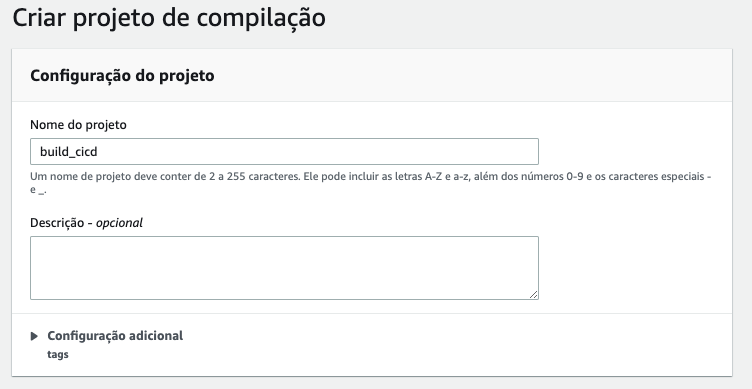 Criar projeto de compilação
Configuração do projeto
Nome do projeto
build_cicd
Um nome de projeto deve conter de 2 a 255 caracteres. Ele pode incluir as letras A-Z e a-z, além dos números 0-9 e os caracteres especiais -
e _.
Descrição - opcional
Configuração adicional
tags